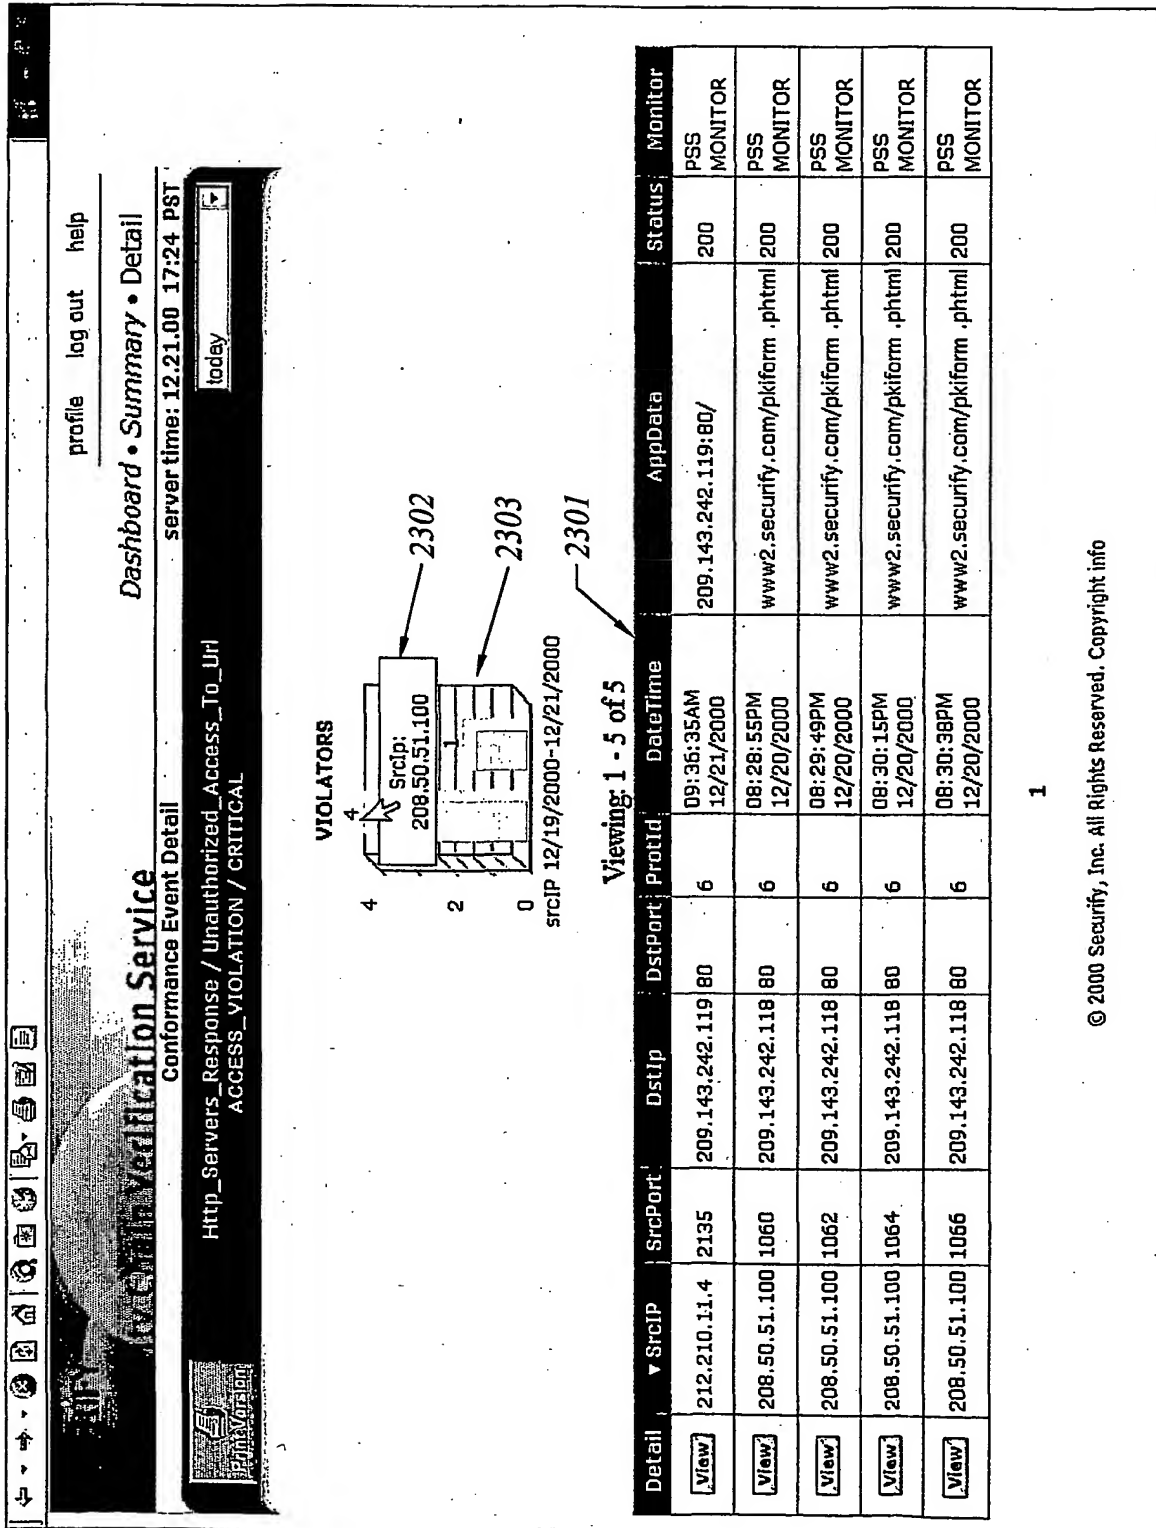 profile log out help
Verification Service
Dashboard • Summary • Detail
Conformance Event Detail
server time: 12.21.00 17:24 PST
Print Version
Http_Servers_Response / Unauthorized_Access_To_Url
ACCESS_VIOLATION / CRITICAL
today
VIOLATORS
4
4
SrcIp:
208.50.51.100
2302
2
1
2303
0
srcIP 12/19/2000-12/21/2000
2301
Viewing: 1 - 5 of 5
Detail ▾ SrcIP SrcPort DstIp DstPort ProtId DateTime AppData Status Monitor
View 212.210.11.4 2135 209.143.242.119 80 6 09:36:35AM 12/21/2000 209.143.242.119:80/ 200 PSS MONITOR
View 208.50.51.100 1060 209.143.242.118 80 6 08:28:55PM 12/20/2000 www2.securify.com/pkiform .phtml 200 PSS MONITOR
View 208.50.51.100 1062 209.143.242.118 80 6 08:29:49PM 12/20/2000 www2.securify.com/pkiform .phtml 200 PSS MONITOR
View 208.50.51.100 1064 209.143.242.118 80 6 08:30:15PM 12/20/2000 www2.securify.com/pkiform .phtml 200 PSS MONITOR
View 208.50.51.100 1066 209.143.242.118 80 6 08:30:38PM 12/20/2000 www2.securify.com/pkiform .phtml 200 PSS MONITOR
1
© 2000 Securify, Inc. All Rights Reserved. Copyright info